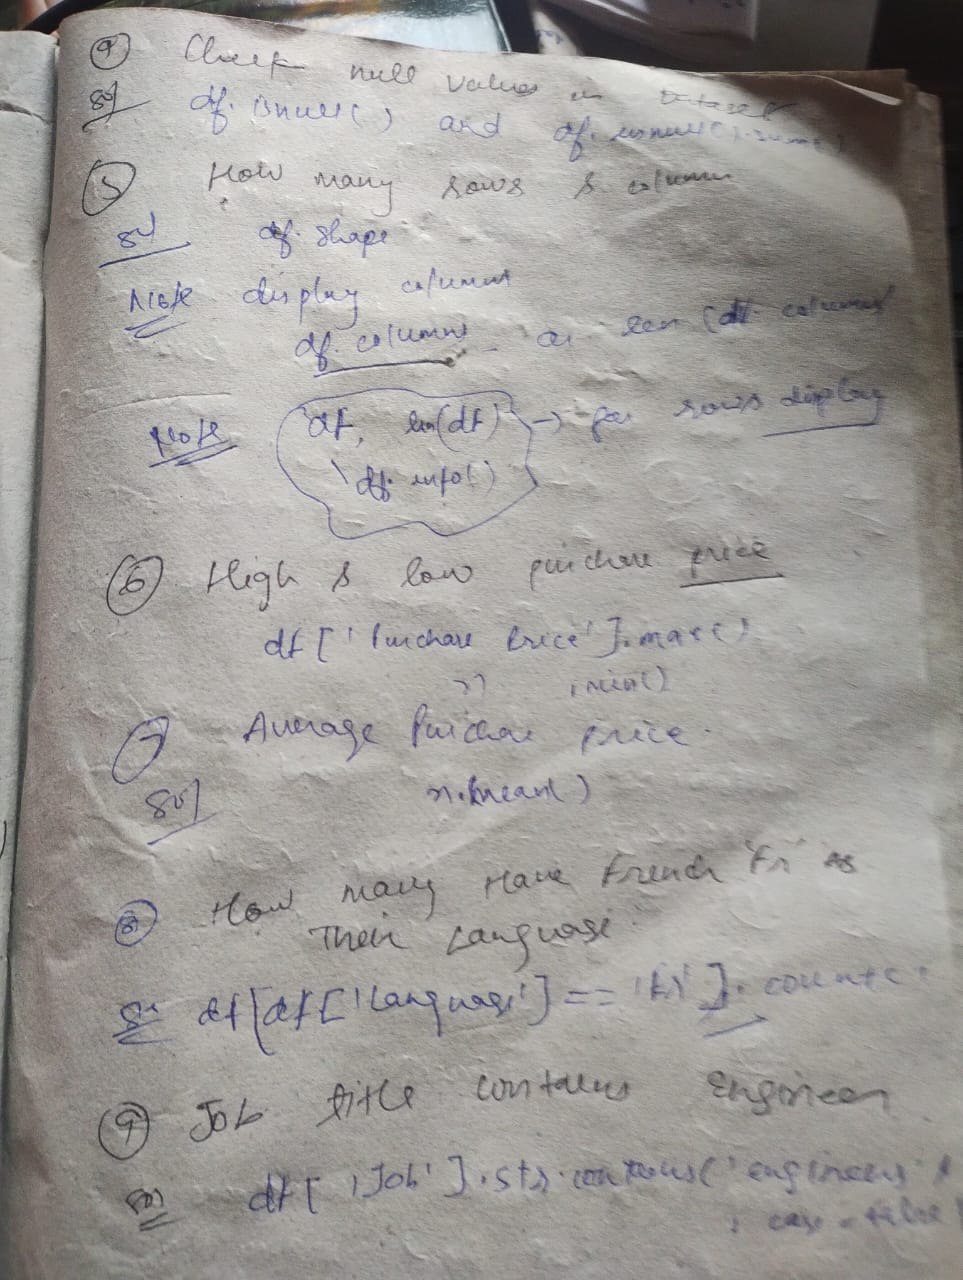 ④ Check null values in Dataset
Sol df.isnull() and df.isnull().sum()
⑤ How many rows & column
Sol df.shape
Note display columns
df.columns or len(df.columns)
Note df, len(df) → for rows display
df.info()
⑥ High & low purchase price
df['Purchase Price'].max()
" .min()
⑦ Average Purchase price.
Sol ".mean()
⑧ How many Have French 'Fr' as
Their Language
Sol df[df['Language'] == 'fr'].count
⑨ Job title contains Engineer
Sol df['Job'].str.contains('engineer'
, case = false